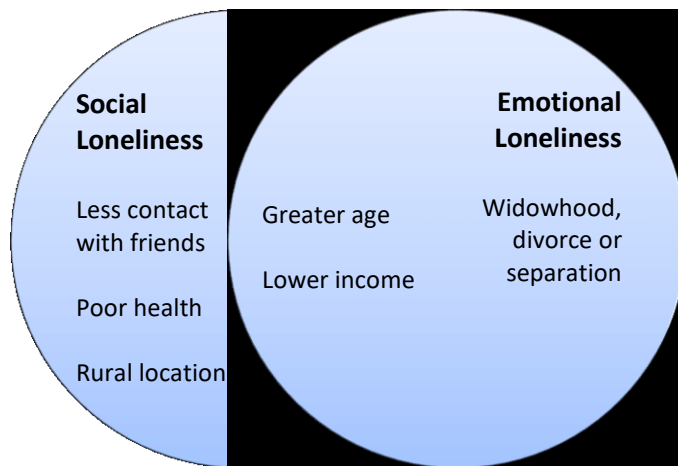 Social
Loneliness
Less contact
with friends
Poor health
Rural location
Greater age
Lower income
Emotional
Loneliness
Widowhood,
divorce or
separation